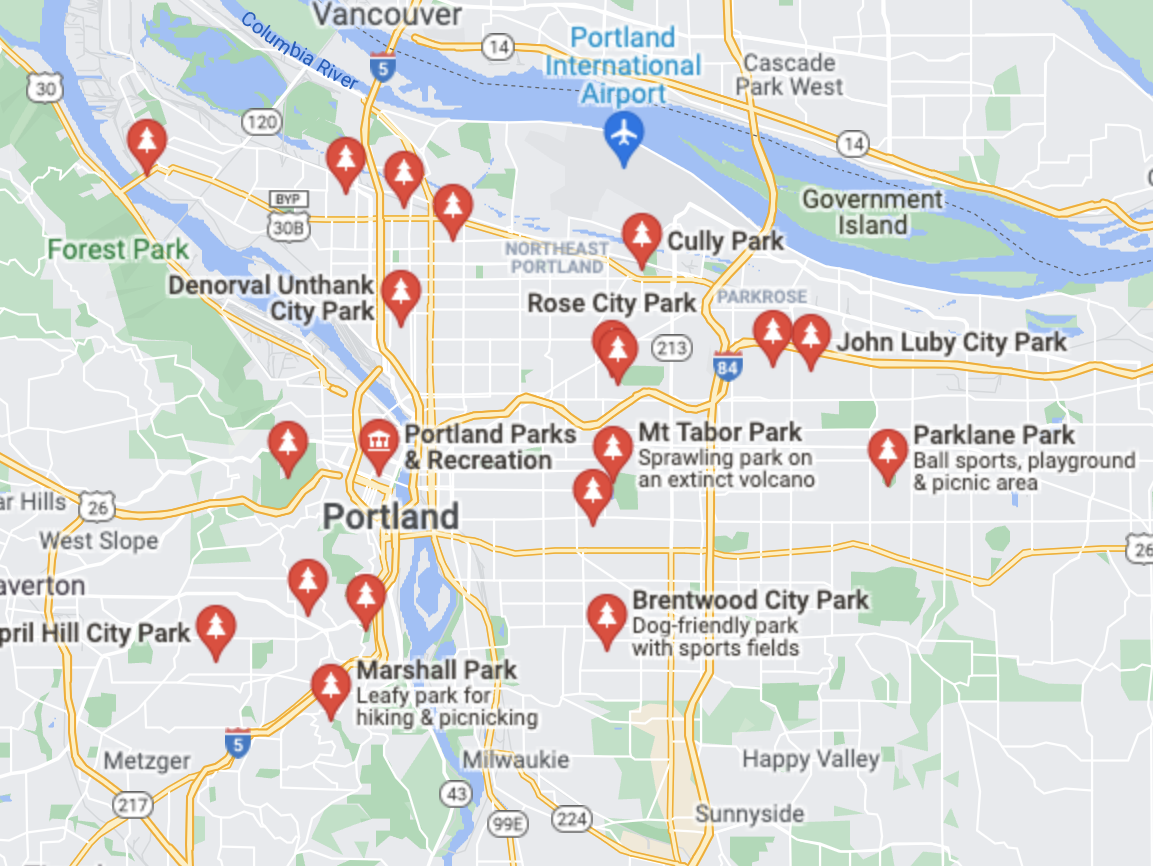 Vancouver
Columbia River
5
14
Portland
International
Airport
Cascade
Park West
30
120
14
BYP
30B
Government
Island
Forest Park
NORTHEAST
PORTLAND
Cully Park
Denorval Unthank
City Park
Rose City Park
PARKROSE
213
84
John Luby City Park
Portland Parks
& Recreation
Mt Tabor Park
Sprawling park on
an extinct volcano
Parklane Park
Ball sports, playground
& picnic area
ar Hills
26
Portland
West Slope
26
averton
Brentwood City Park
Dog-friendly park
with sports fields
pril Hill City Park
Marshall Park
Leafy park for
hiking & picnicking
5
Metzger
Milwaukie
Happy Valley
217
43
99E
224
Sunnyside